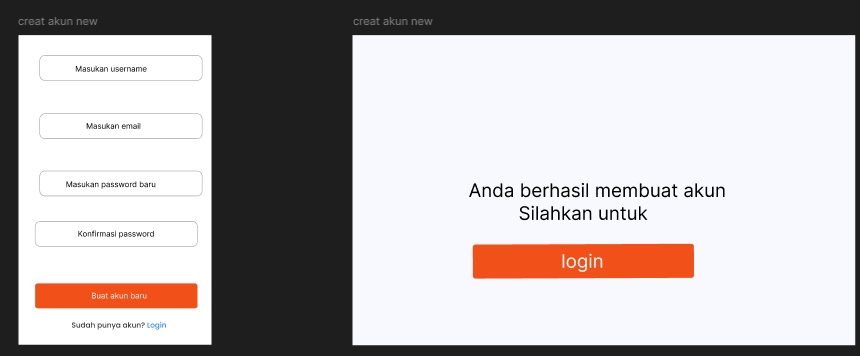 creat akun new
Masukan username
Masukan email
Masukan password baru
Konfirmasi password
Buat akun baru
Sudah punya akun? Login
creat akun new
Anda berhasil membuat akun
Silahkan untuk
login